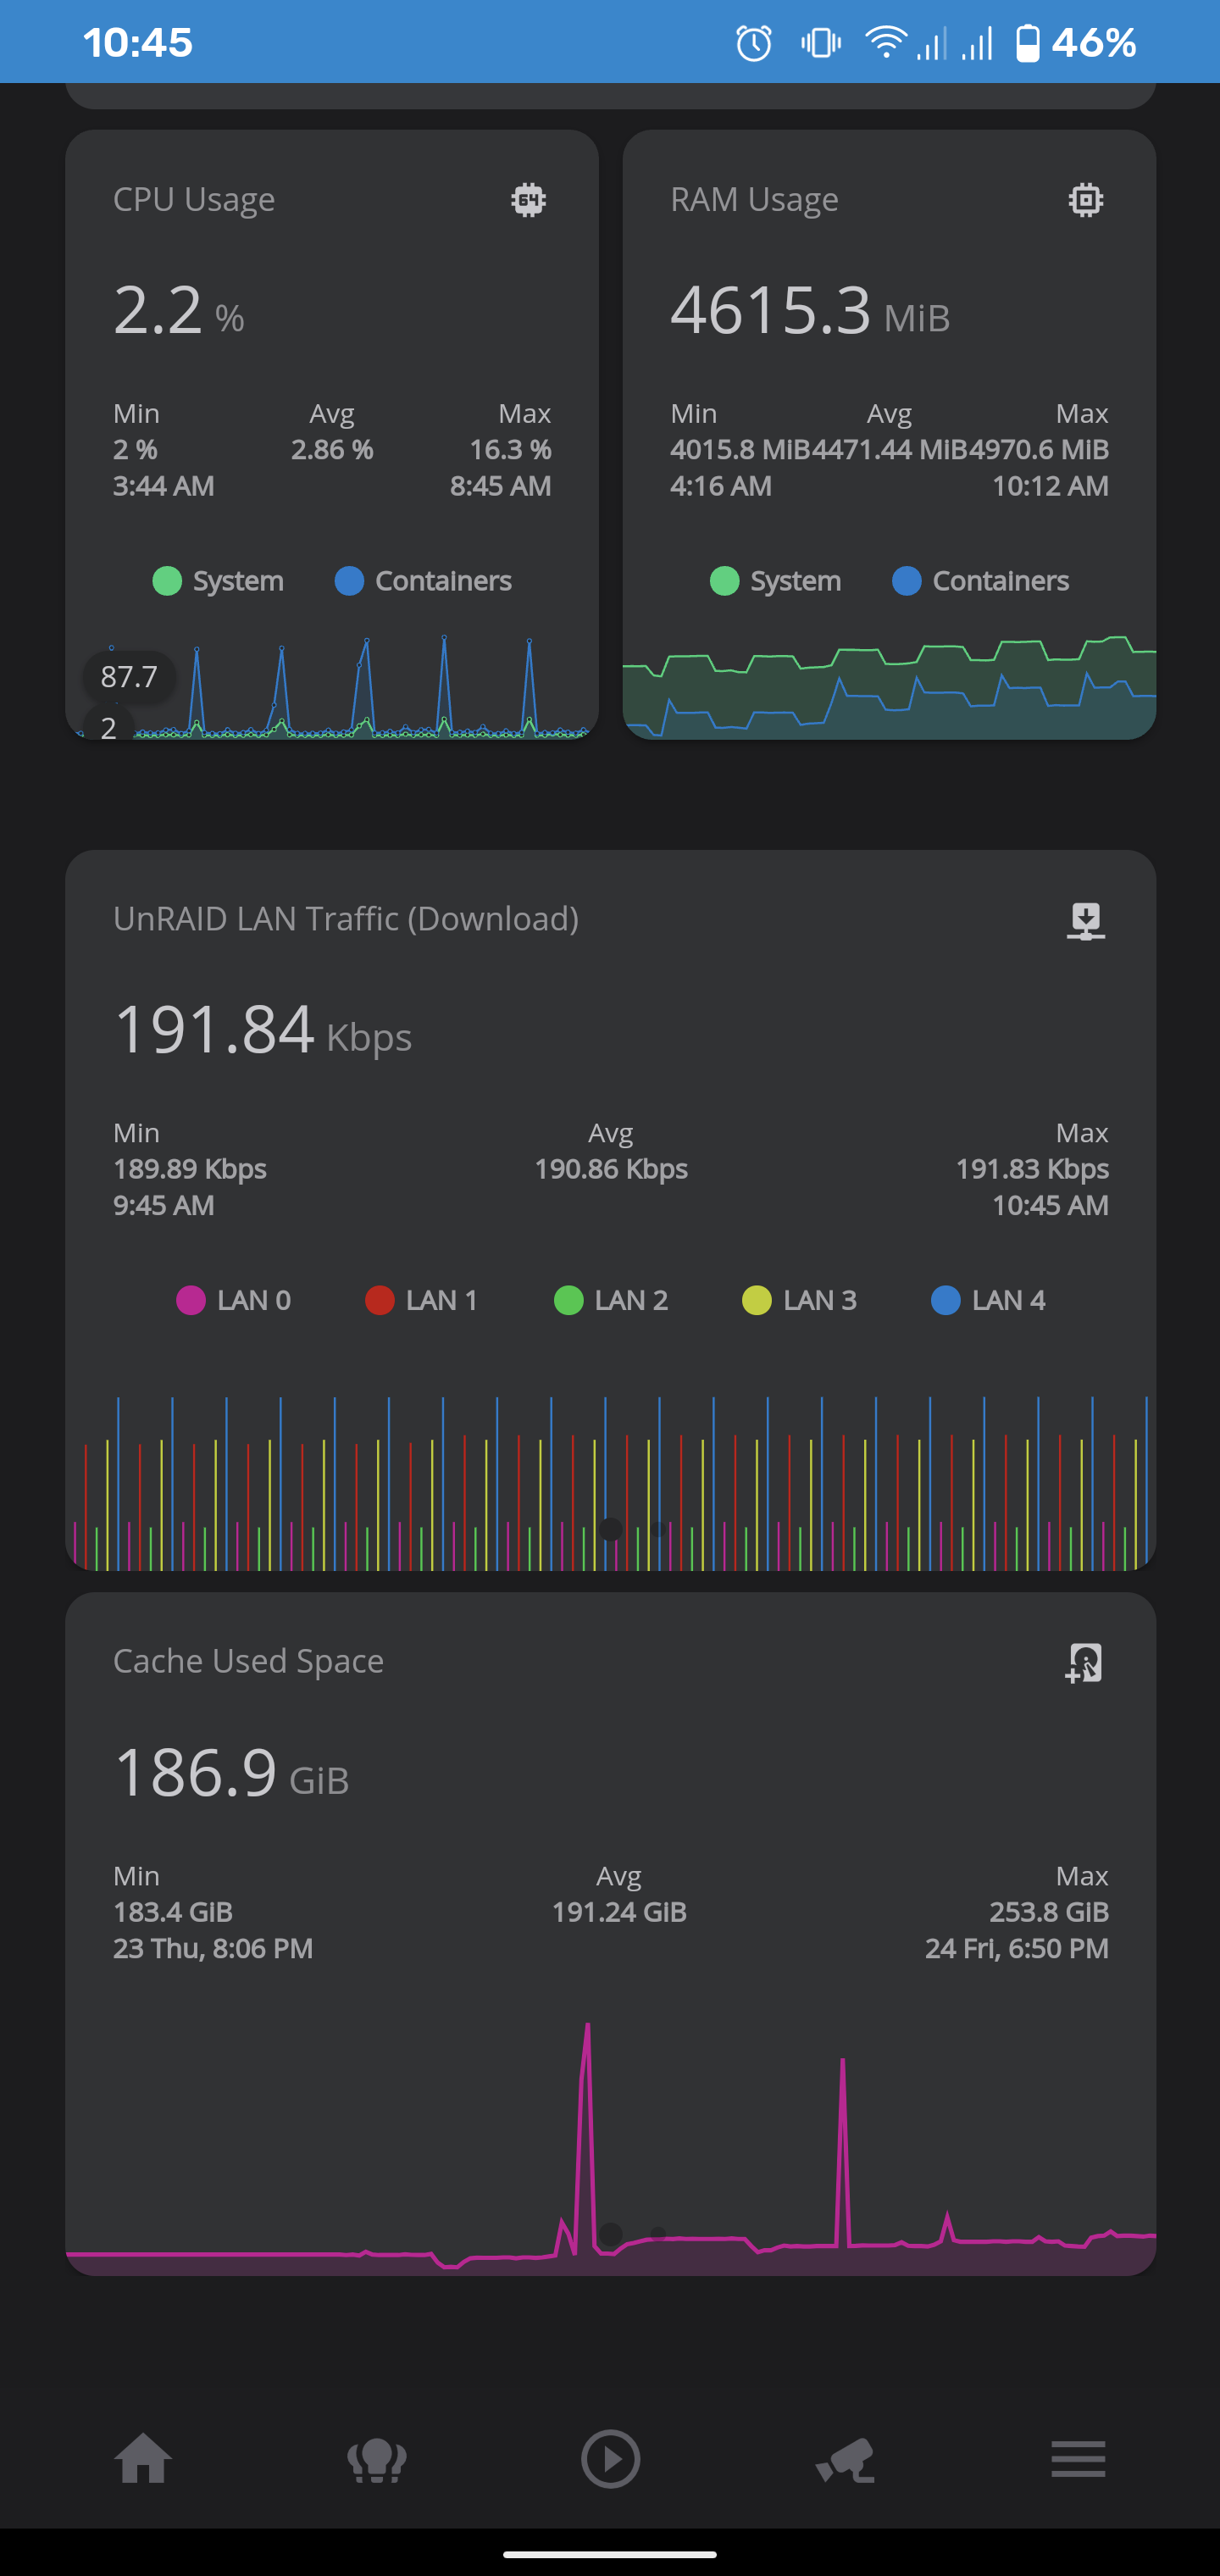 10:45 46%
CPU Usage 64
2.2 %
Min Avg Max
2 % 2.86 % 16.3 %
3:44 AM 8:45 AM
System Containers
87.7
2
RAM Usage
4615.3 MiB
Min Avg Max
4015.8 MiB 4471.44 MiB 4970.6 MiB
4:16 AM 10:12 AM
System Containers
UnRAID LAN Traffic (Download)
191.84 Kbps
Min Avg Max
189.89 Kbps 190.86 Kbps 191.83 Kbps
9:45 AM 10:45 AM
LAN 0 LAN 1 LAN 2 LAN 3 LAN 4
Cache Used Space
186.9 GiB
Min Avg Max
183.4 GiB 191.24 GiB 253.8 GiB
23 Thu, 8:06 PM 24 Fri, 6:50 PM